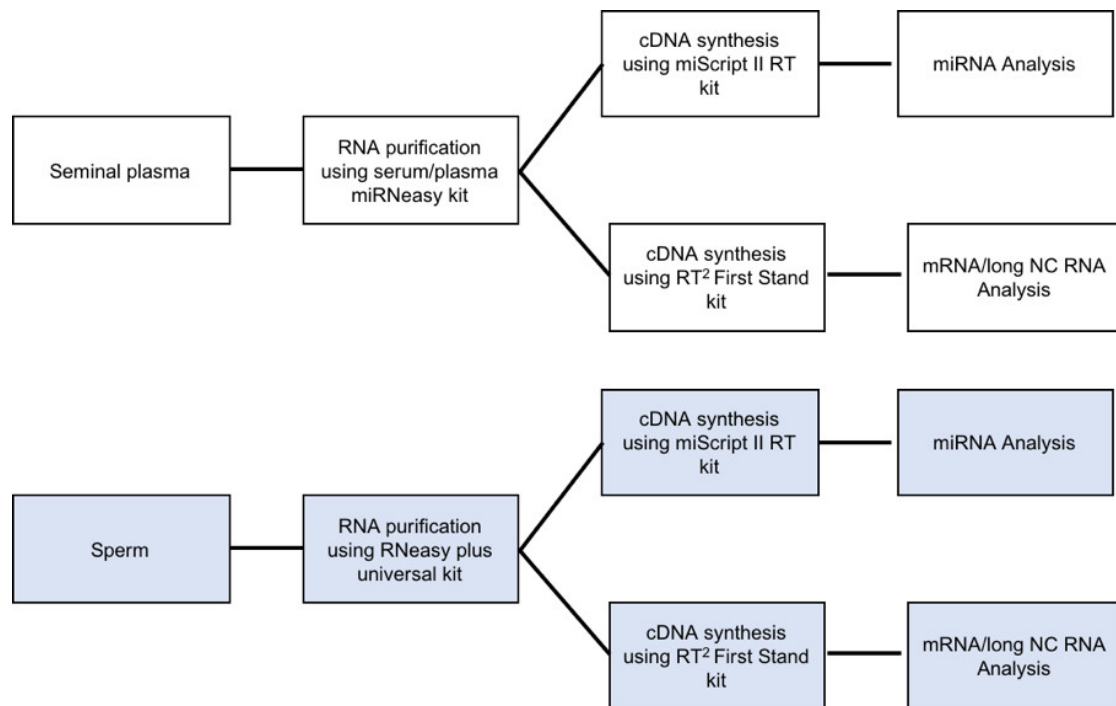 Seminal plasma
RNA purification
using serum/plasma
miRNeasy kit
cDNA synthesis
using miScript II RT
kit
miRNA Analysis
cDNA synthesis
using RT² First Stand
kit
mRNA/long NC RNA
Analysis
Sperm
RNA purification
using RNeasy plus
universal kit
cDNA synthesis
using miScript II RT
kit
miRNA Analysis
cDNA synthesis
using RT² First Stand
kit
mRNA/long NC RNA
Analysis